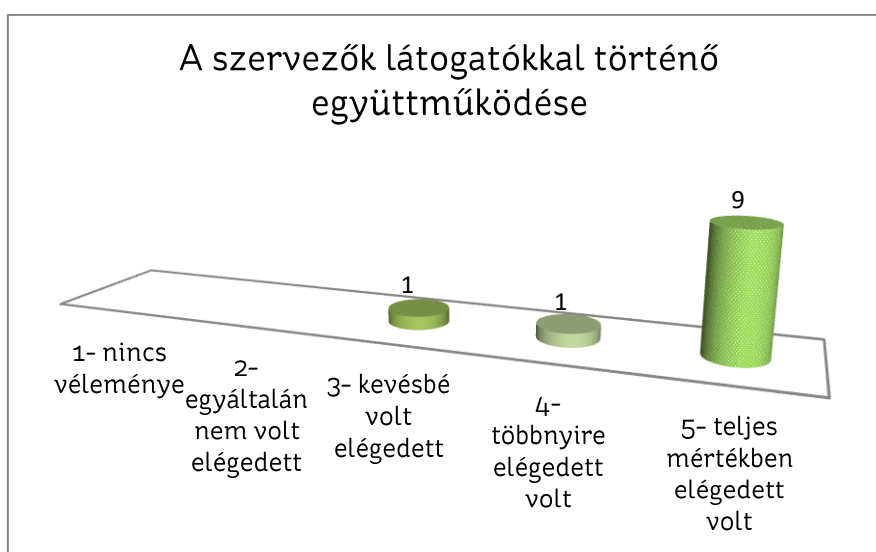 A szervezők látogatókkal történő
együttműködése
9
1
1
1- nincs
véleménye
2-
egyáltalán
nem volt
elégedett
3- kevésbé
volt
elégedett
4-
többnyire
elégedett
volt
5- teljes
mértékben
elégedett
volt